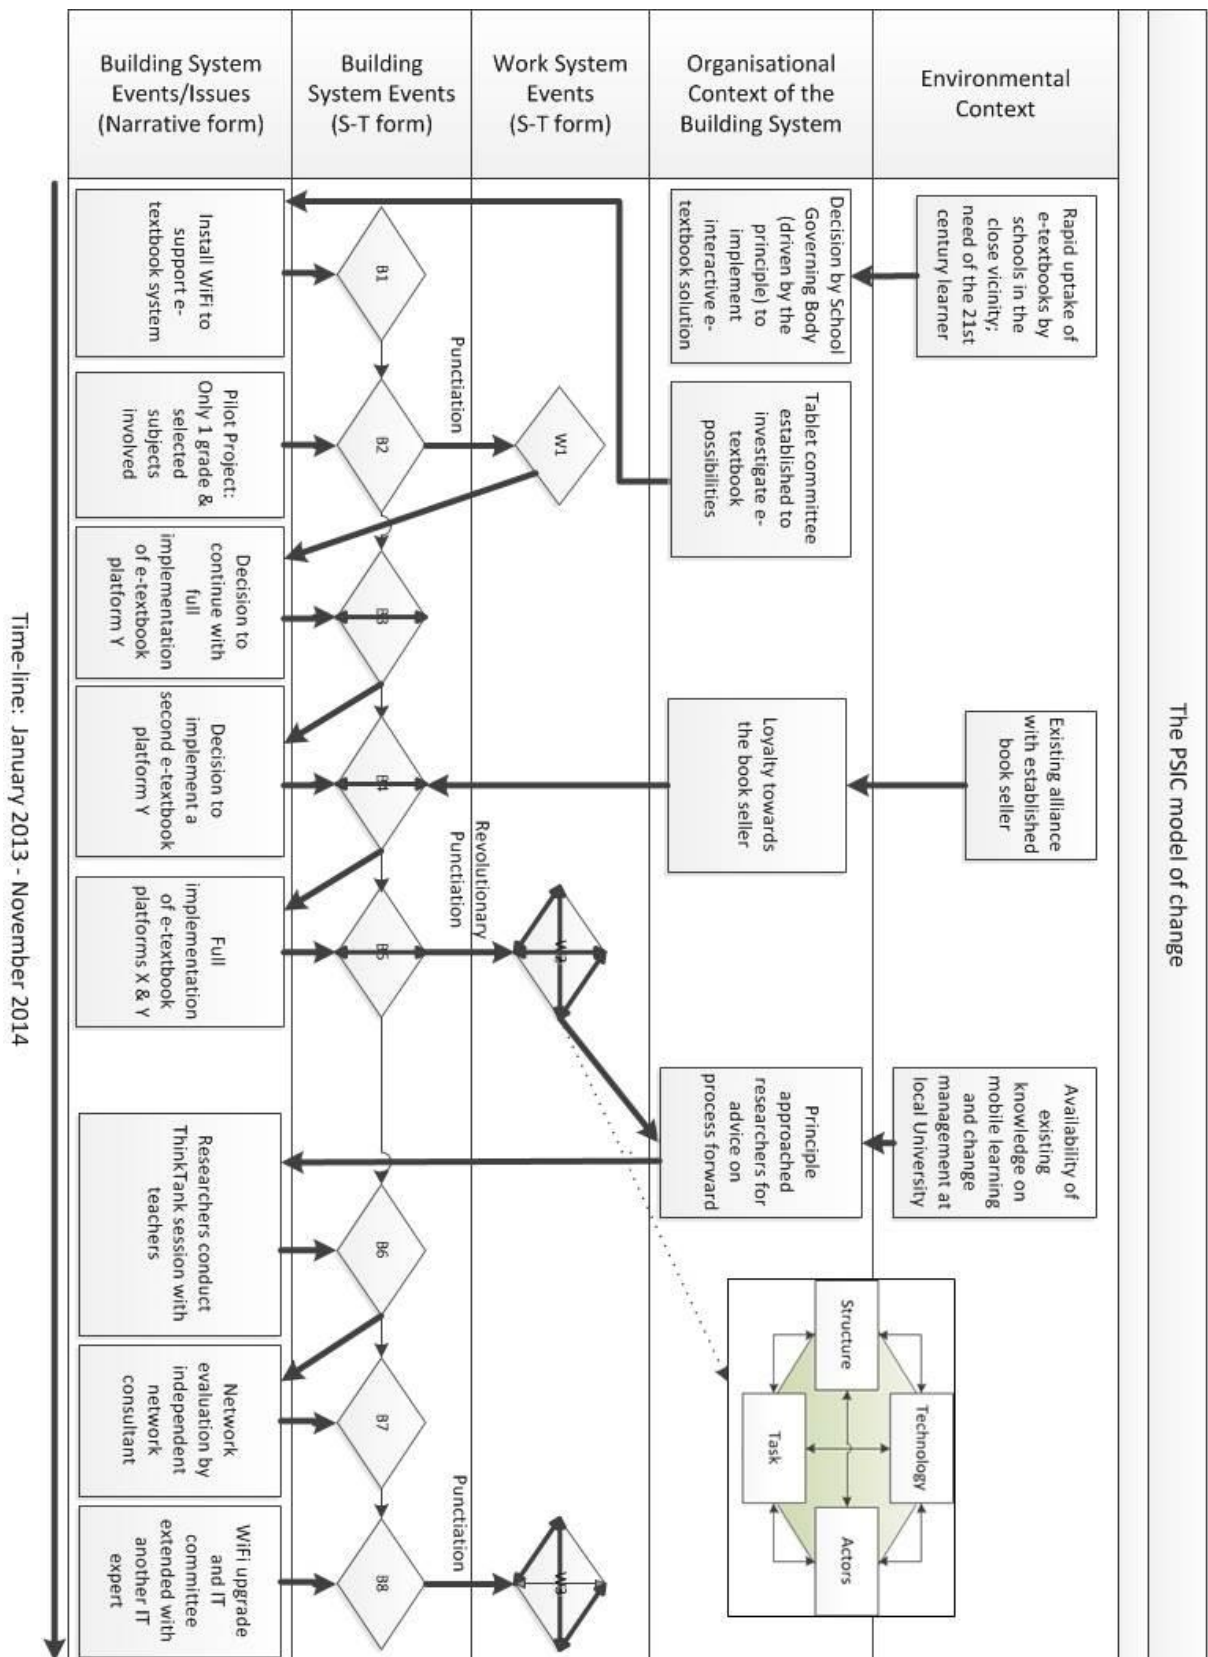 The PSIC model of change
Environmental
Context
Rapid uptake of
e-textbooks by
schools in the
close vicinity;
need of the 21st
century learner
Existing alliance
with established
book seller
Availability of
existing
knowledge on
mobile learning
and change
management at
local University
Organisational
Context of the
Building System
Decision by School
Governing Body
(driven by the
principle) to
implement
interactive e-
textbook solution
Tablet committee
established to
investigate e-
textbook
possibilities
Loyalty towards
the book seller
Principle
approached
researchers for
advice on
process forward
Technology
Structure
Actors
Task
Work System
Events
(S-T form)
W1
W2
W3
Punctiation
Revolutionary
Punctiation
Punctiation
Building
System Events
(S-T form)
B1
B2
B3
B4
B5
B6
B7
B8
Building System
Events/Issues
(Narrative form)
Install WiFi to
support e-
textbook system
Pilot Project:
Only 1 grade &
selected
subjects
involved
Decision to
continue with
full
implementation
of e-textbook
platform Y
Decision to
implement a
second e-textbook
platform Y
Full
implementation
of e-textbook
platforms X & Y
Researchers conduct
ThinkTank session with
teachers
Network
evaluation by
independent
network
consultant
WiFi upgrade
and IT
committee
extended with
another IT
expert
Time-line: January 2013 - November 2014